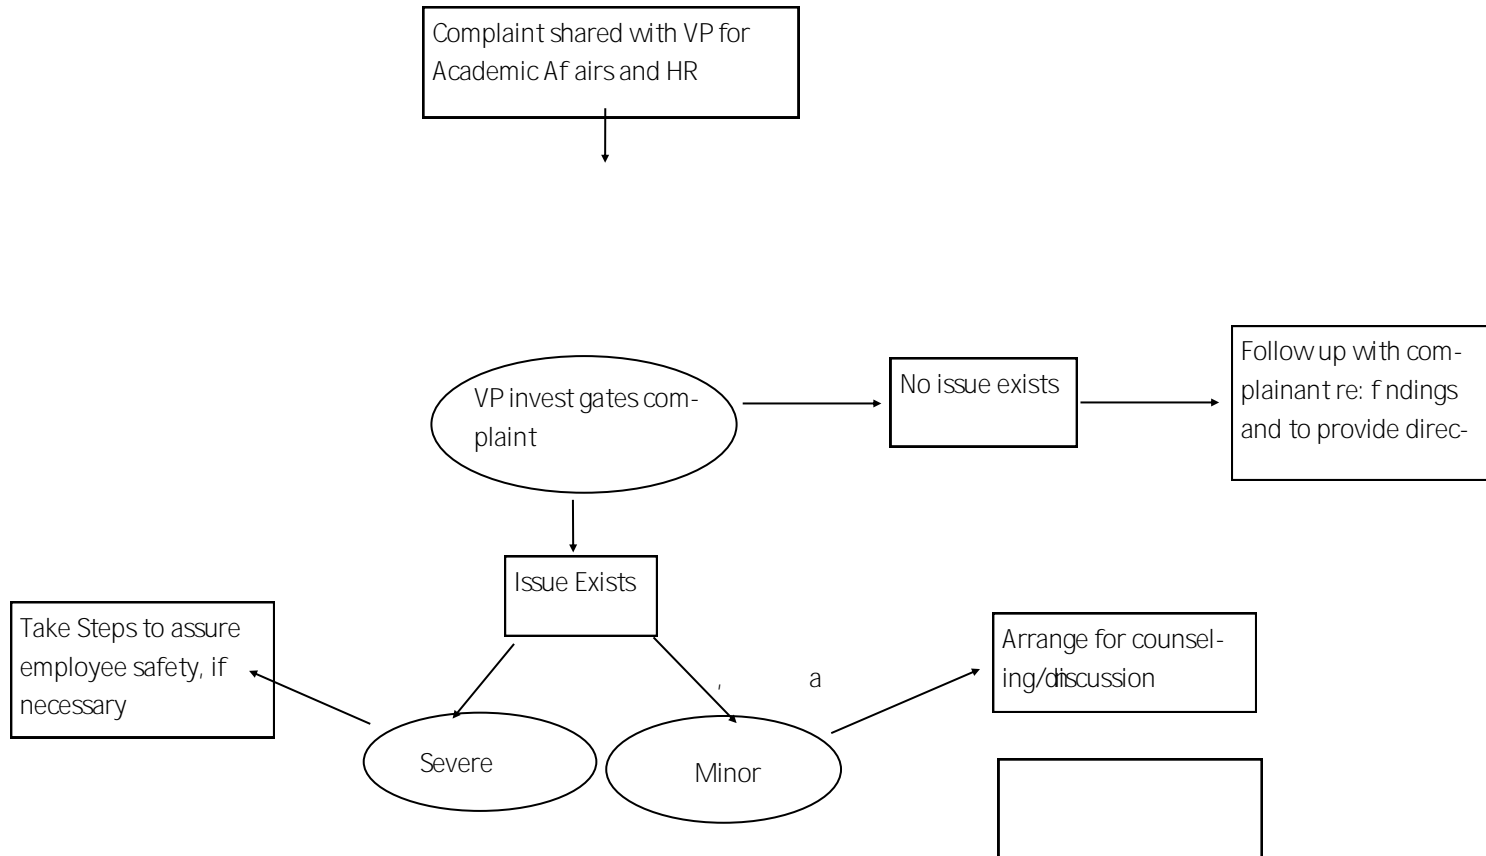 Complaint shared with VP for
Academic Af airs and HR
VP invest gates com-
plaint
No issue exists
Follow up with com-
plainant re: f ndings
and to provide direc-
Issue Exists
Take Steps to assure
employee safety, if
necessary
, a
Arrange for counsel-
Severe
Minor